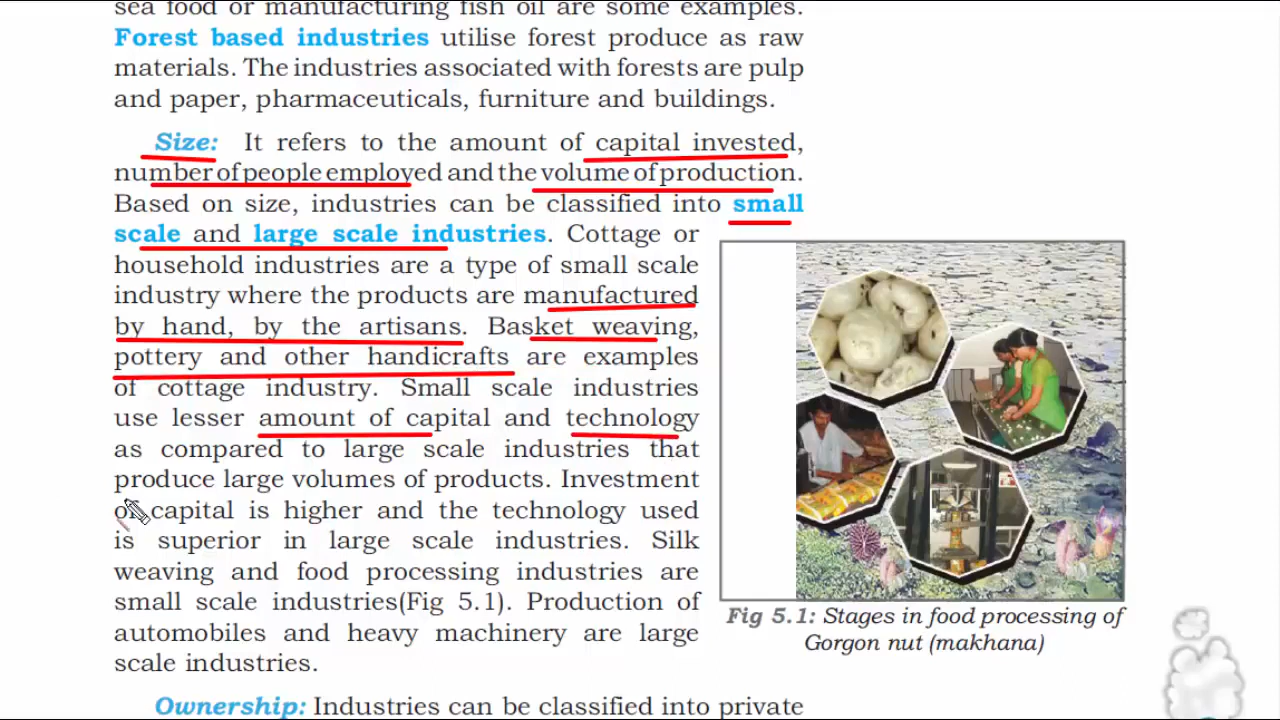 sea food or manufacturing fish oil are some examples.
Forest based industries utilise forest produce as raw
materials. The industries associated with forests are pulp
and paper, pharmaceuticals, furniture and buildings.
Size: It refers to the amount of capital invested,
number of people employed and the volume of production.
Based on size, industries can be classified into small
scale and large scale industries. Cottage or
household industries are a type of small scale
industry where the products are manufactured
by hand, by the artisans. Basket weaving,
pottery and other handicrafts are examples
of cottage industry. Small scale industries
use lesser amount of capital and technology
as compared to large scale industries that
produce large volumes of products. Investment
of capital is higher and the technology used
is superior in large scale industries. Silk
weaving and food processing industries are
small scale industries(Fig 5.1). Production of
automobiles and heavy machinery are large
scale industries.
Fig 5.1: Stages in food processing of
Gorgon nut (makhana)
Ownership: Industries can be classified into private